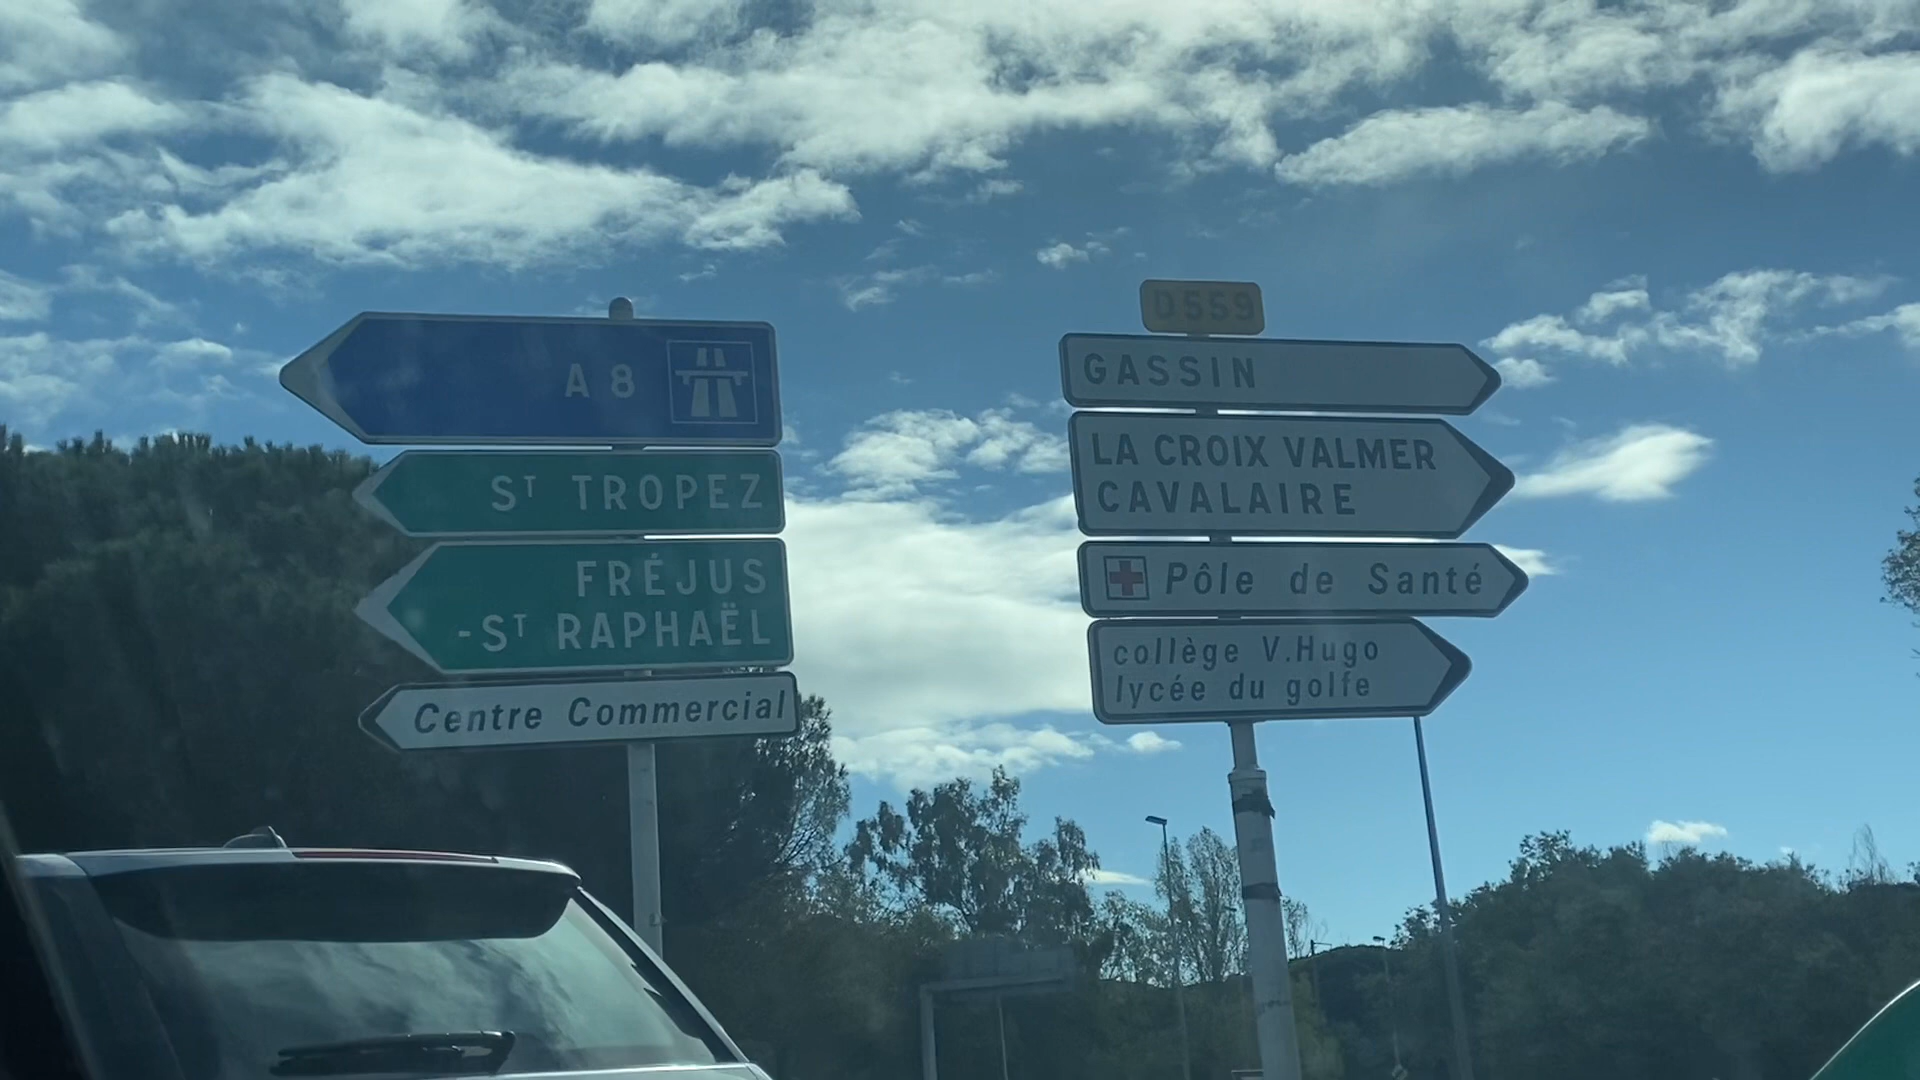 A 8
Sᵀ TROPEZ
FRÉJUS
-Sᵀ RAPHAËL
Centre Commercial
D559
GASSIN
LA CROIX VALMER
CAVALAIRE
Pôle de Santé
collège V.Hugo
lycée du golfe